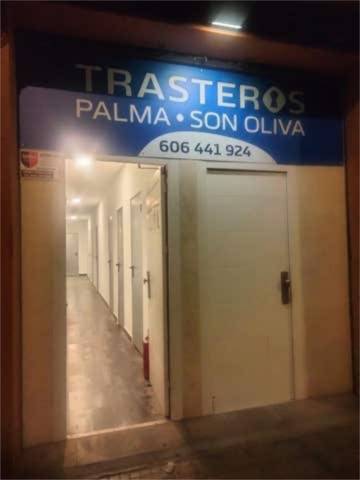 TRASTEROS
PALMA • SON OLIVA
606 441 924